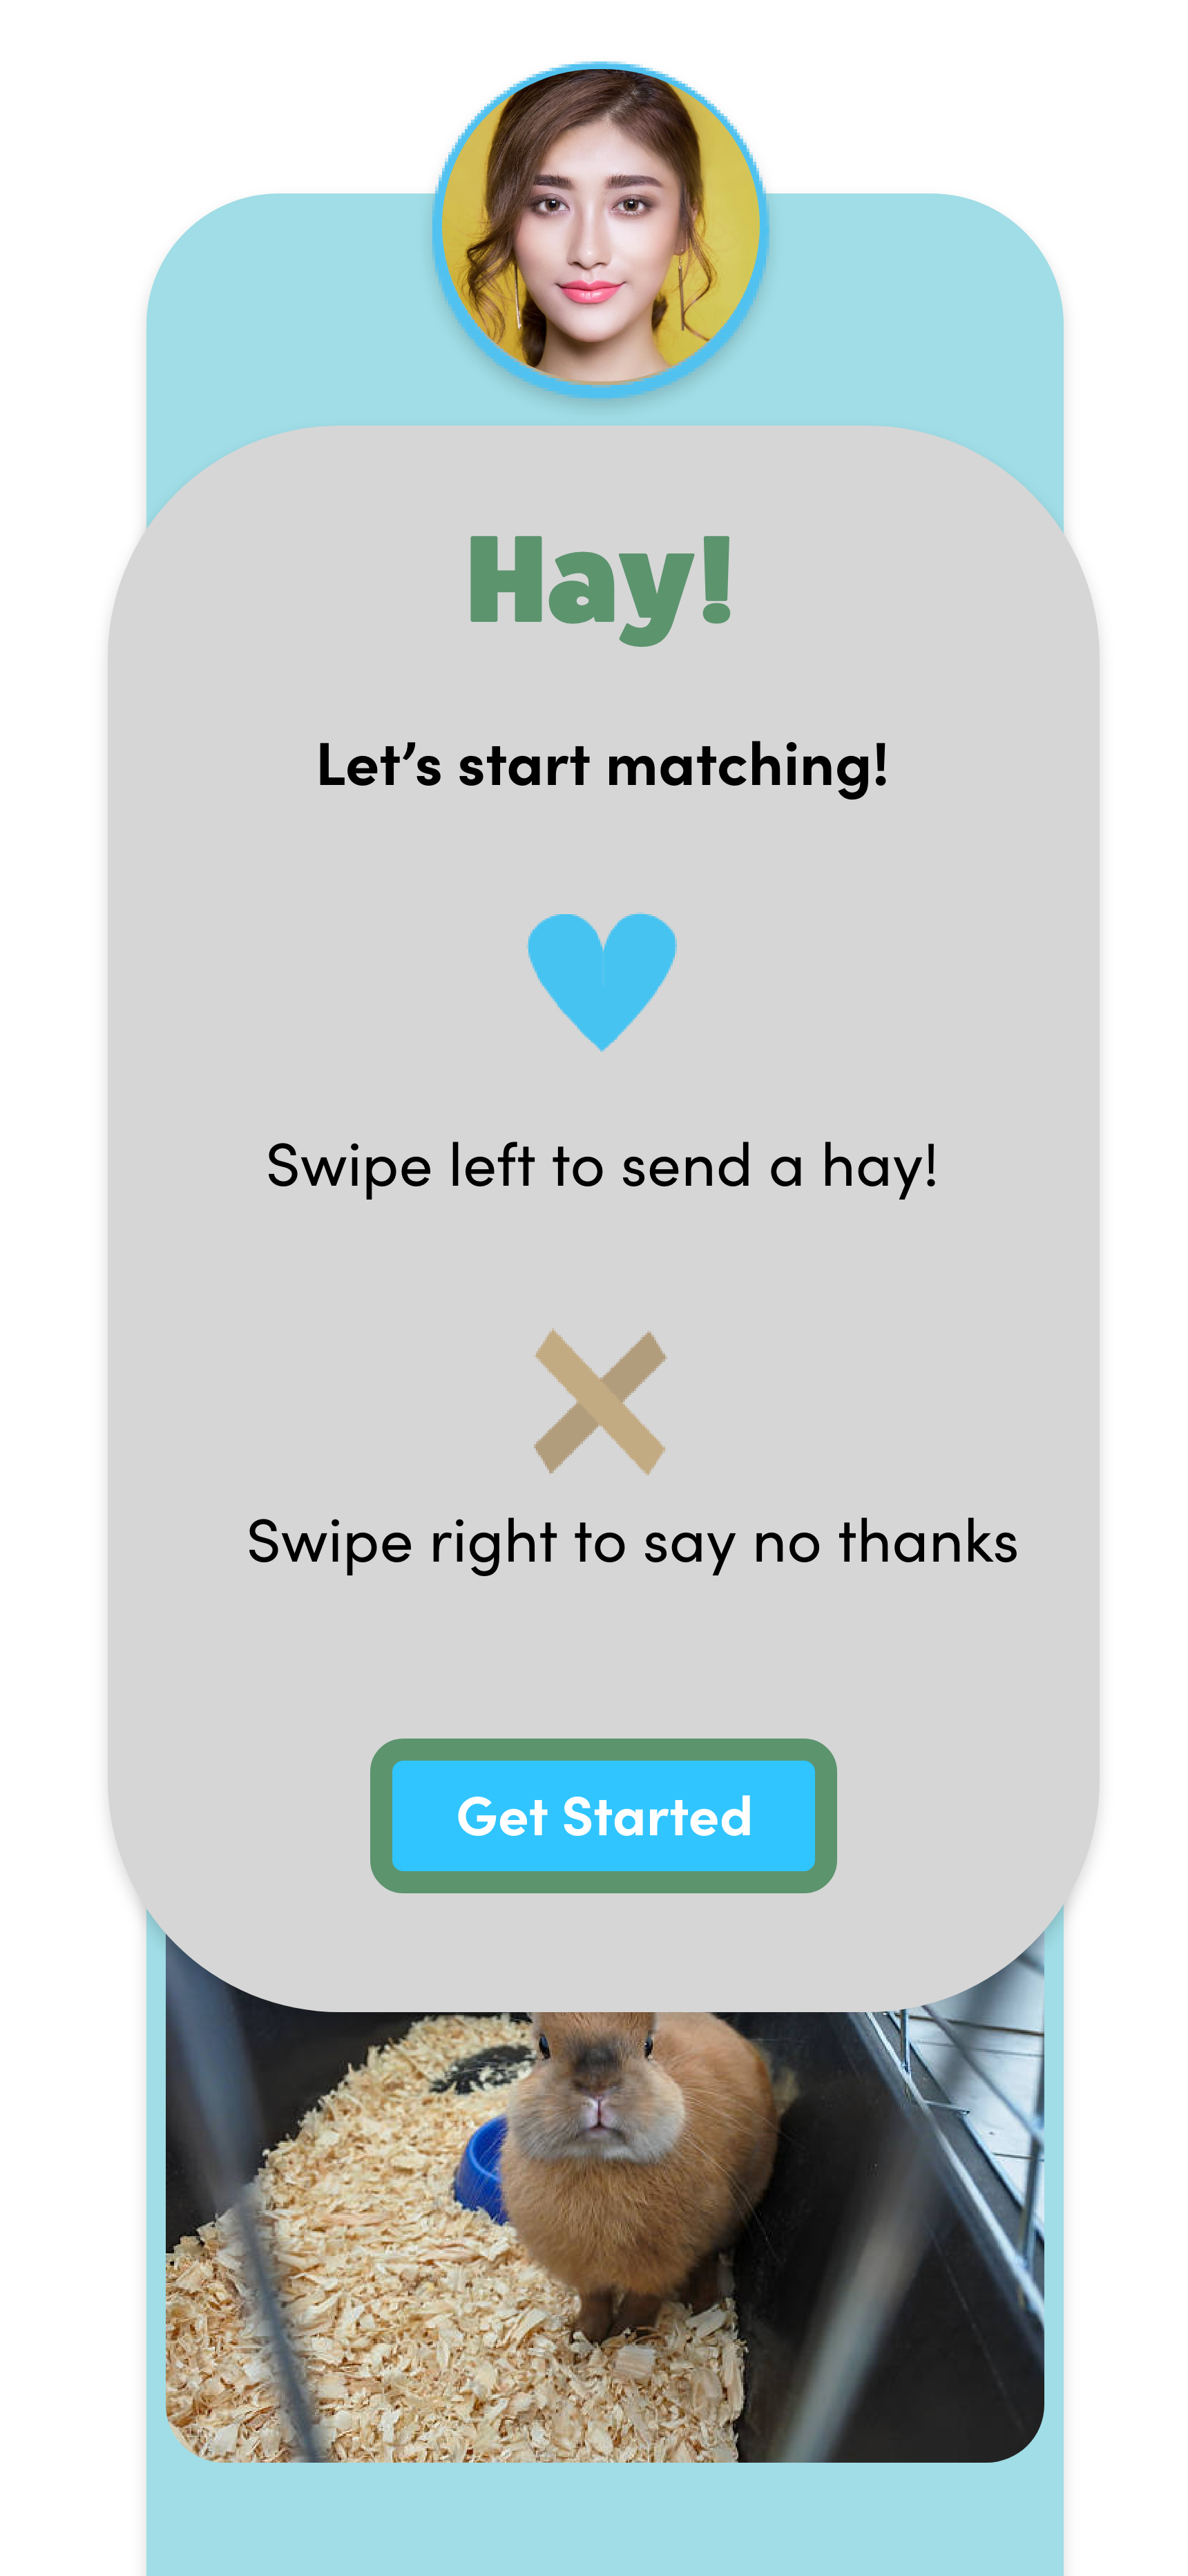 Hay!
Let’s start matching!
Swipe left to send a hay!
Swipe right to say no thanks
Get Started